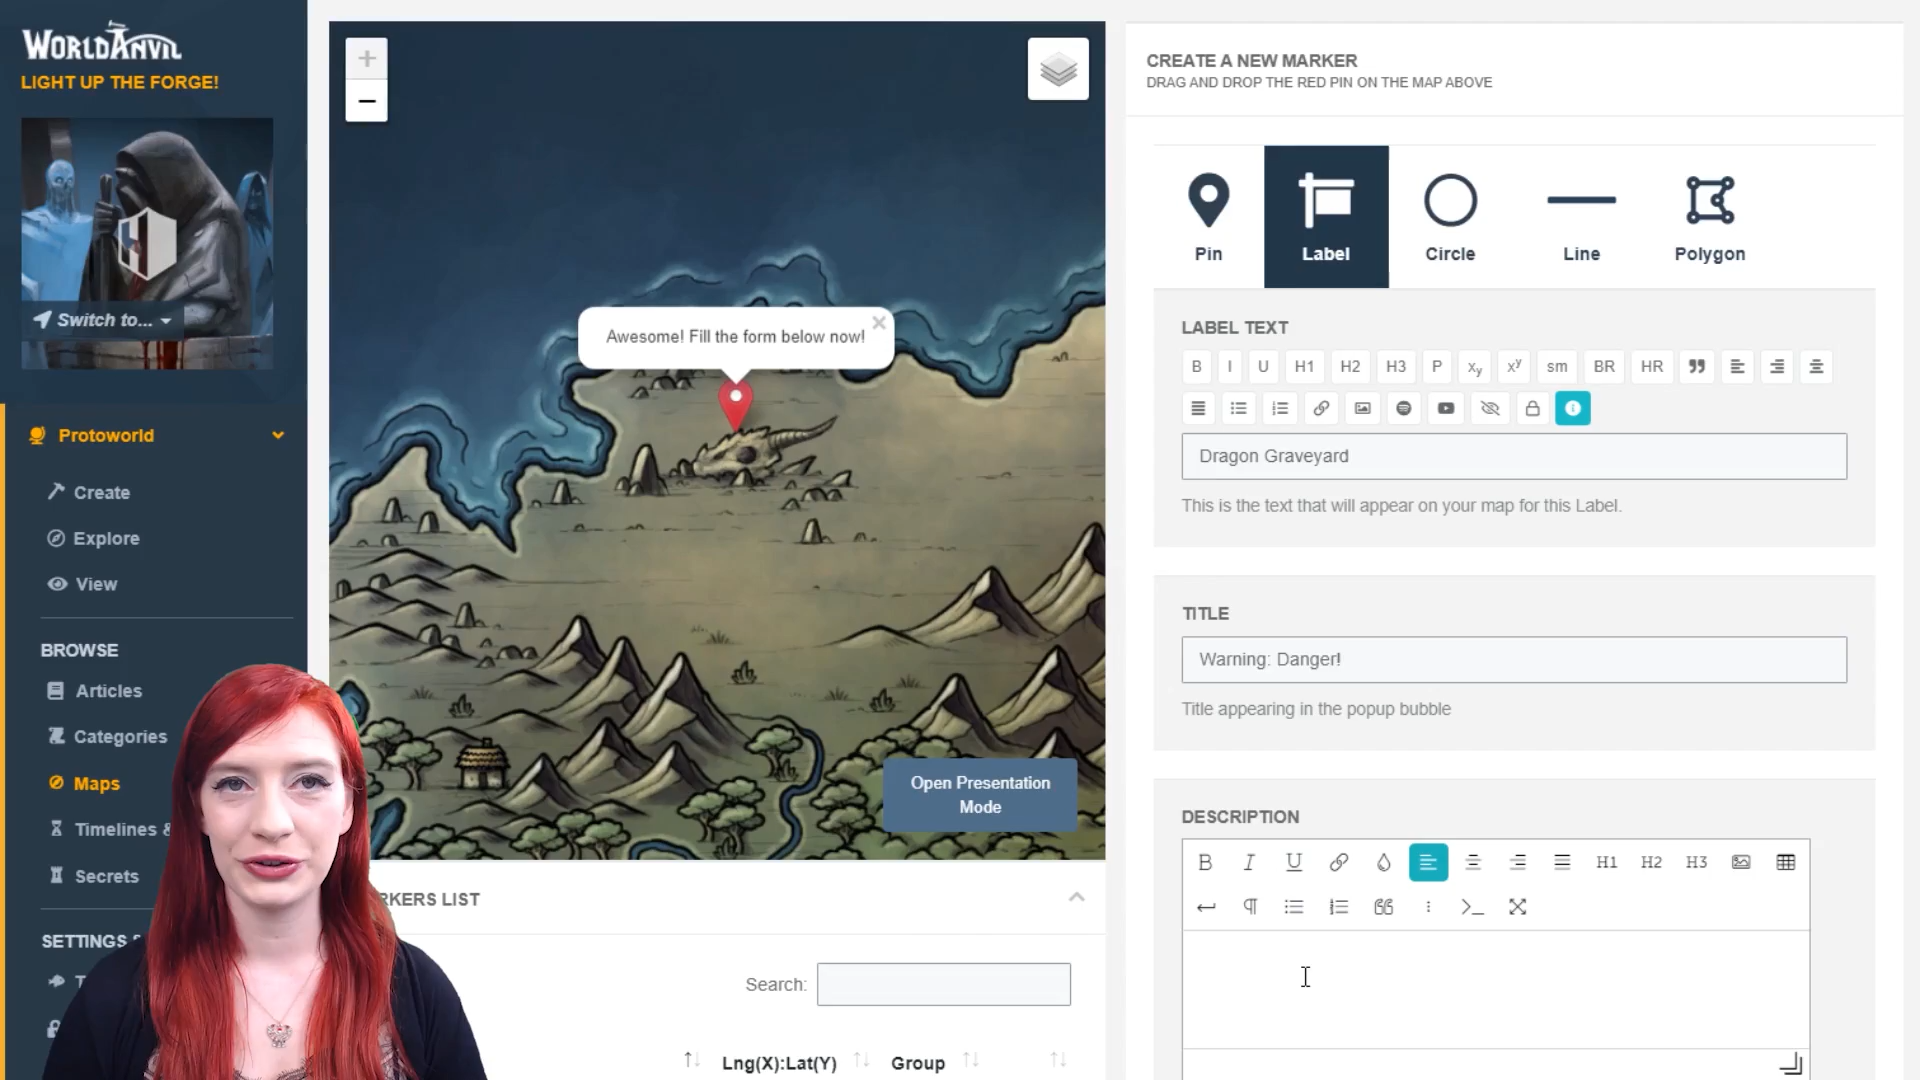 WORLDANVIL
LIGHT UP THE FORGE!
Switch to...
Protoworld
Create
Explore
View
BROWSE
Articles
Categories
Maps
Timelines &
Secrets
SETTINGS &
T
+
−
Awesome! Fill the form below now!
Open Presentation
Mode
RKERS LIST
Search:
Lng(X):Lat(Y)
Group
CREATE A NEW MARKER
DRAG AND DROP THE RED PIN ON THE MAP ABOVE
Pin
Label
Circle
Line
Polygon
LABEL TEXT
B I U H1 H2 H3 P xy xy sm BR HR
Dragon Graveyard
This is the text that will appear on your map for this Label.
TITLE
Warning: Danger!
Title appearing in the popup bubble
DESCRIPTION
B I U H1 H2 H3